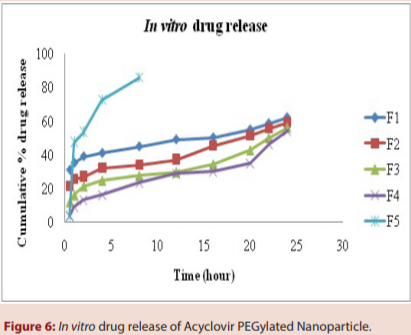 In vitro drug release
Cumulative % drug release
100
80
60
40
20
0
0 5 10 15 20 25 30
Time (hour)
F1
F2
F3
F4
F5
Figure 6: In vitro drug release of Acyclovir PEGylated Nanoparticle.